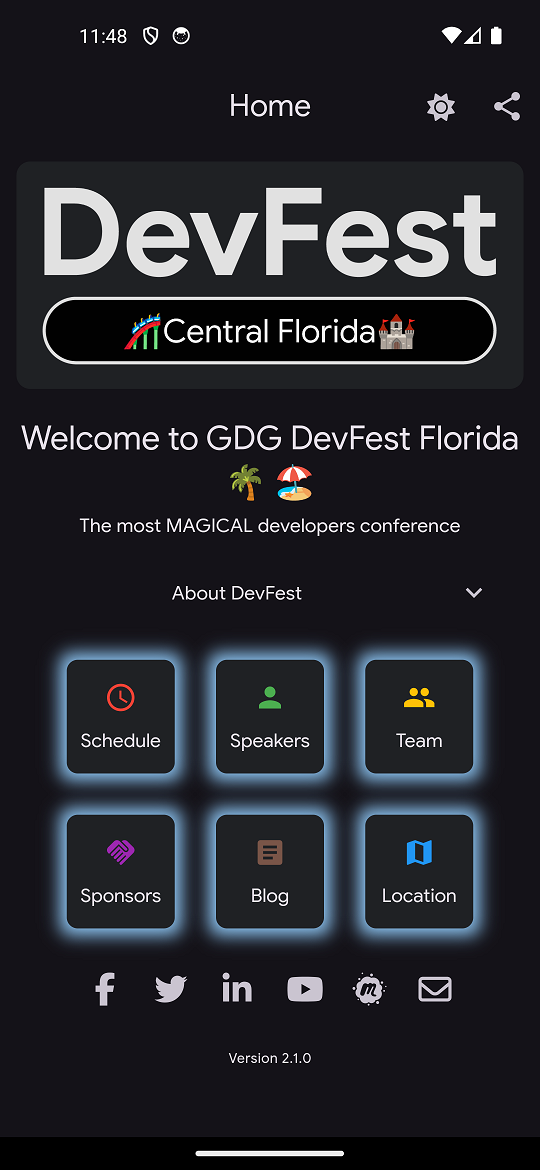 11:48
Home
DevFest
Central Florida
Welcome to GDG DevFest Florida
The most MAGICAL developers conference
About DevFest
Schedule
Speakers
Team
Sponsors
Blog
Location
Version 2.1.0